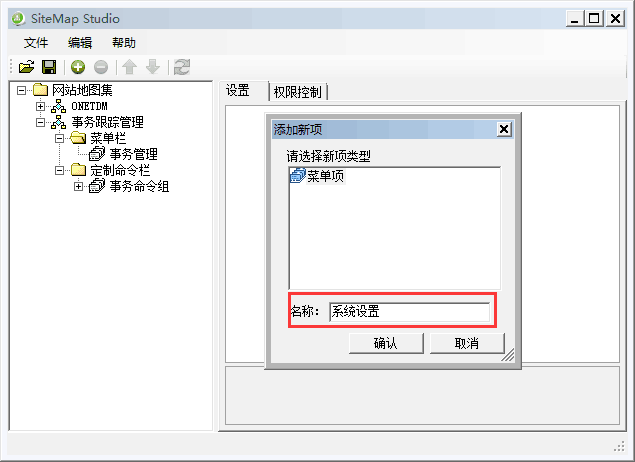 SiteMap Studio
文件 编辑 帮助
网站地图集
ONETDM
事务跟踪管理
菜单栏
事务管理
定制命令栏
事务命令组
设置 权限控制
添加新项
请选择新项类型
菜单项
名称： 系统设置
确认 取消